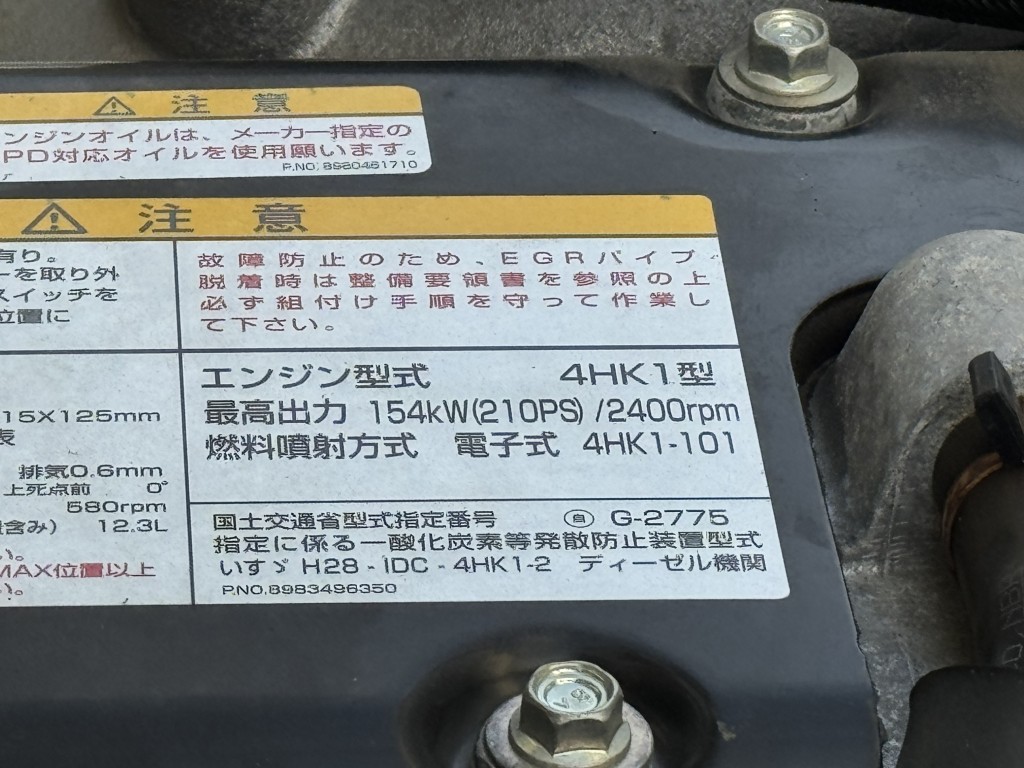 ⚠ 注意
ンジンオイルは、メーカー指定の
PD対応オイルを使用願います。
P.NO. 8980461710
⚠ 注意
有り。
ーを取り外
スイッチを
位置に
故障防止のため、EGRパイプ
脱着時は整備要領書を参照の上
必ず組付け手順を守って作業し
て下さい。
15X125mm
表
排気0.6mm
上死点前 0°
580rpm
含み) 12.3L
MAX位置以上
エンジン型式 4HK1型
最高出力 154kW(210PS)/2400rpm
燃料噴射方式 電子式 4HK1-101
国土交通省型式指定番号 自 G-2775
指定に係る一酸化炭素等発散防止装置型式
いすゞ H28-IDC-4HK1-2 ディーゼル機関
P.NO.8983496350